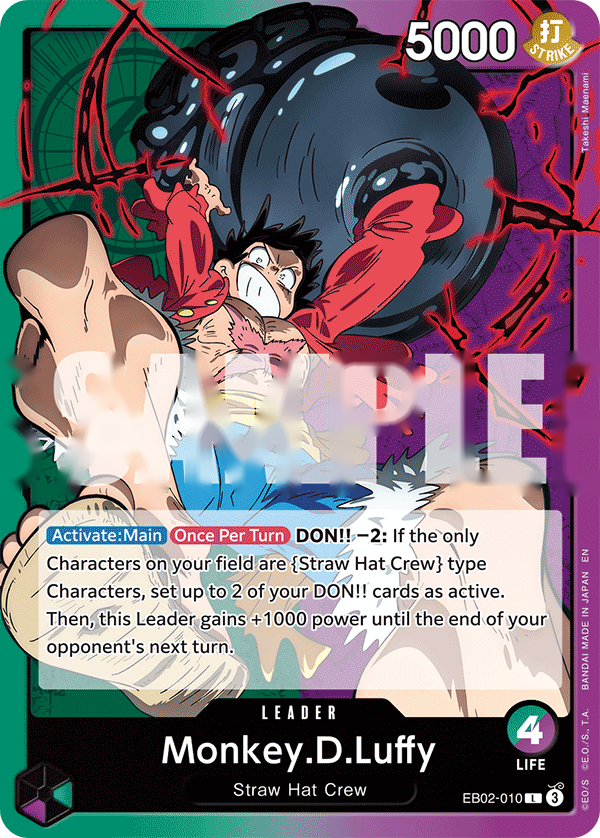 5000
打
STRIKE
Takeshi Maenami
Activate:Main Once Per Turn DON!! −2: If the only
Characters on your field are {Straw Hat Crew} type
Characters, set up to 2 of your DON!! cards as active.
Then, this Leader gains +1000 power until the end of your
opponent's next turn.
LEADER
4
LIFE
Monkey.D.Luffy
Straw Hat Crew
EB02-010 L 3
©E.O/S ©E.O./S., T.A. BANDAI MADE IN JAPAN EN